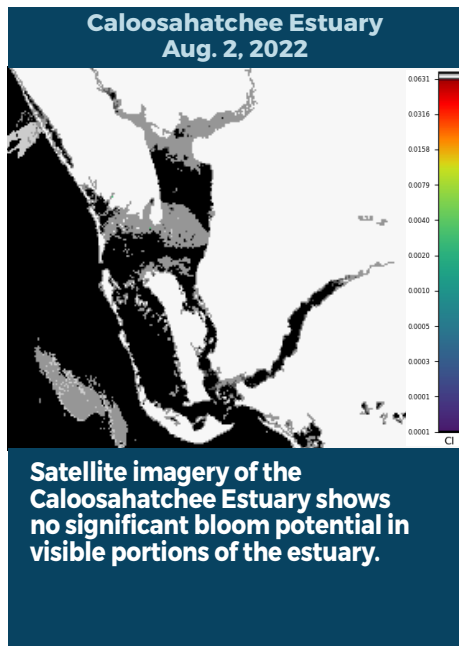 Caloosahatchee Estuary
Aug. 2, 2022
0.0631
0.0316
0.0158
0.0079
0.0040
0.0020
0.0010
0.0005
0.0003
0.0001
0.0001
CI
Satellite imagery of the
Caloosahatchee Estuary shows
no significant bloom potential in
visible portions of the estuary.